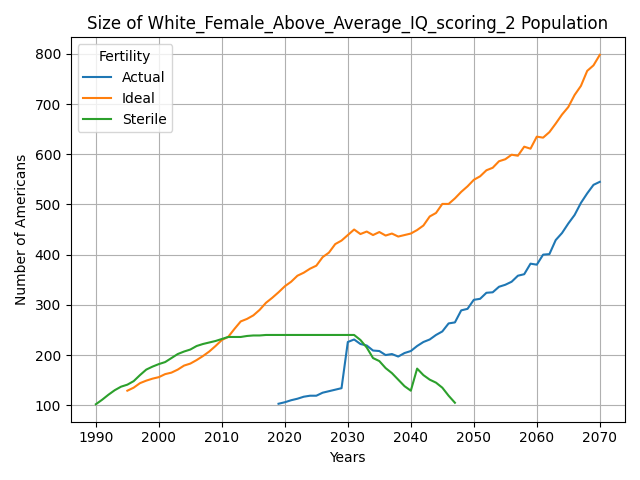 Size of White_Female_Above_Average_IQ_scoring_2 Population
Fertility
Actual
Ideal
Sterile
Number of Americans
800
700
600
500
400
300
200
100
1990 2000 2010 2020 2030 2040 2050 2060 2070
Years